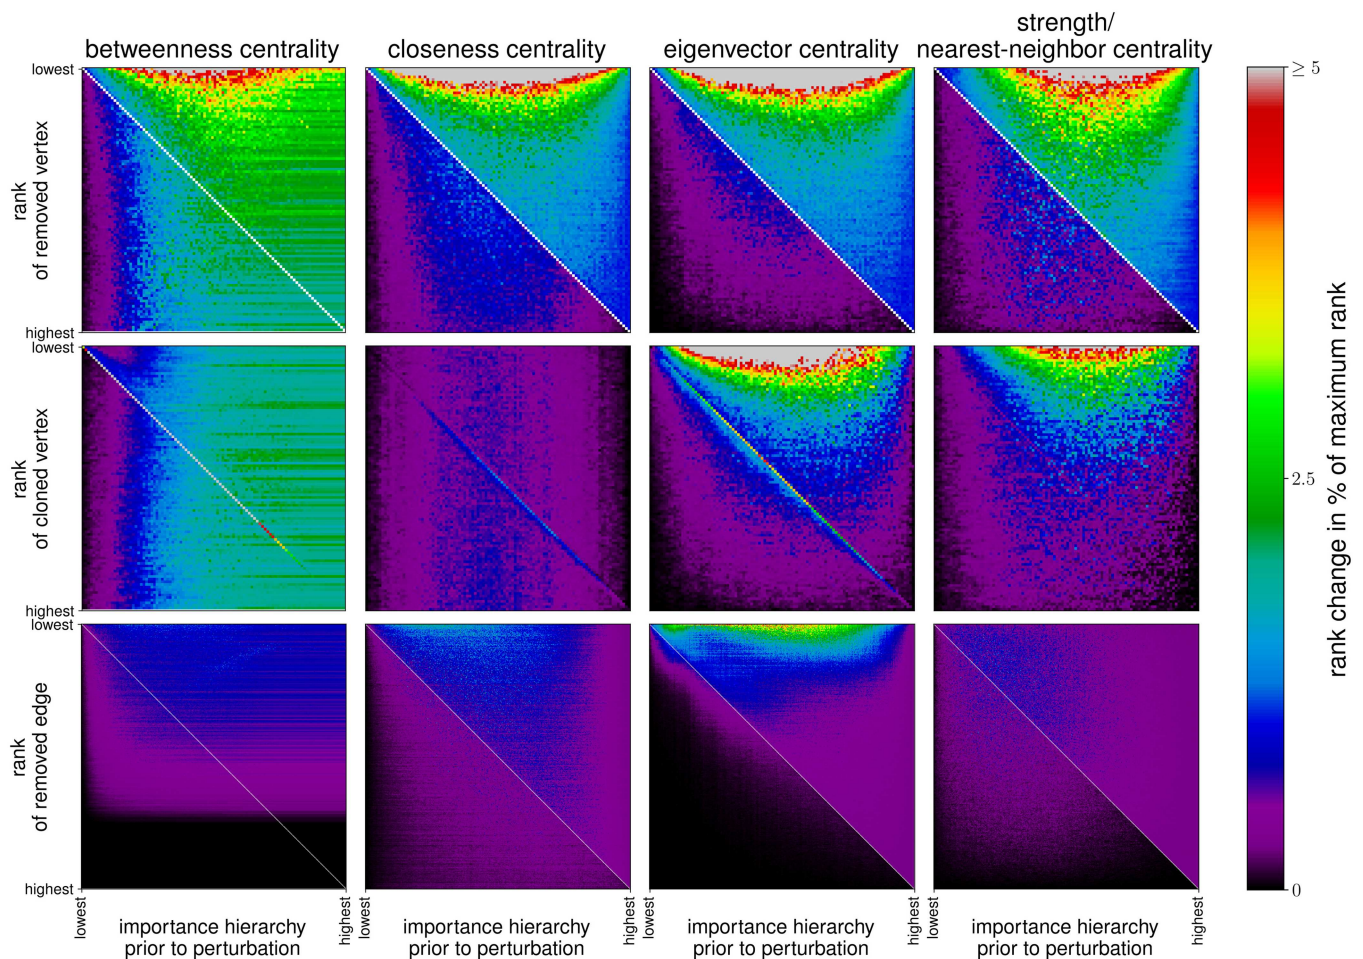 strength/
betweenness centrality closeness centrality eigenvector centrality nearest-neighbor centrality
lowest
≥ 5
rank
of removed vertex
highest
lowest
rank
of cloned vertex
2.5
rank change in % of maximum rank
highest
lowest
rank
of removed edge
highest
0
lowest highest lowest highest lowest highest lowest highest
importance hierarchy importance hierarchy importance hierarchy importance hierarchy
prior to perturbation prior to perturbation prior to perturbation prior to perturbation